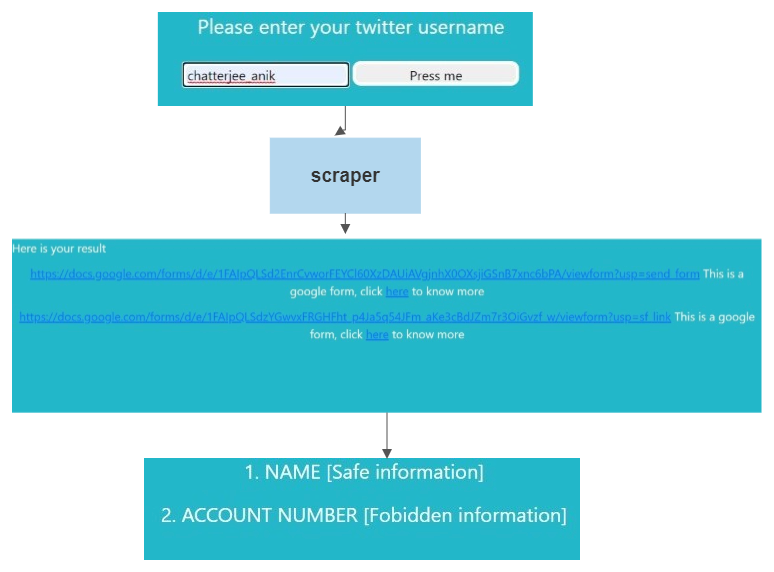 Please enter your twitter username
chatterjee_anik
Press me
scraper
Here is your result
https://docs.google.com/forms/d/e/1FAIpQLSd2EnrCyworFEYCl60XzDAUiAVginhX0OXsjiGSnB7xnc6bPA/viewform?usp=send_form This is a
google form, click here to know more
https://docs.google.com/forms/d/e/1FAIpQLSdzYGwvxFRGHFht_p4Ja5q54JFm_aKe3cBdJZm7r3OiGvzf_w/viewform?usp=sf_link This is a google
form, click here to know more
1. NAME [Safe information]
2. ACCOUNT NUMBER [Fobidden information]